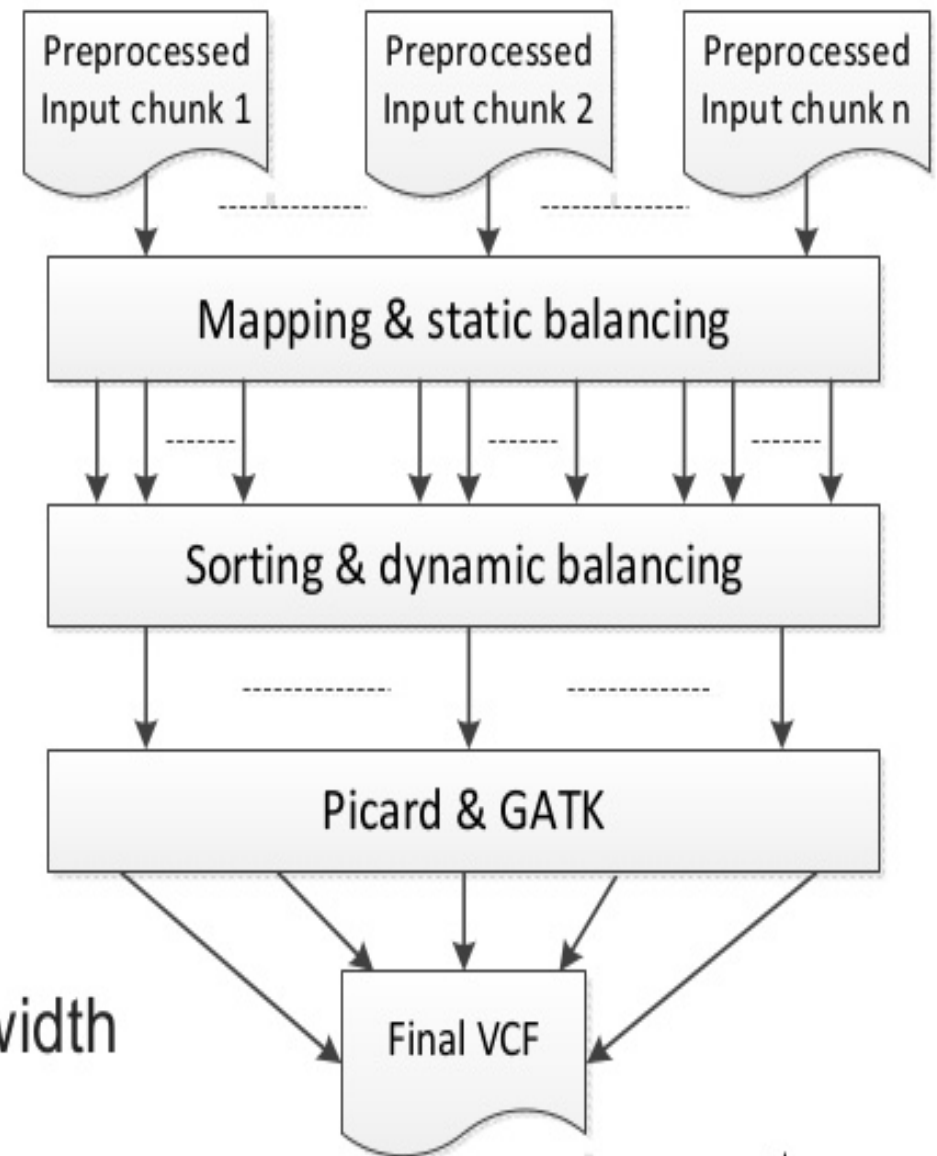 Preprocessed
Input chunk 1
Preprocessed
Input chunk 2
Preprocessed
Input chunk n
Mapping & static balancing
Sorting & dynamic balancing
Picard & GATK
Final VCF